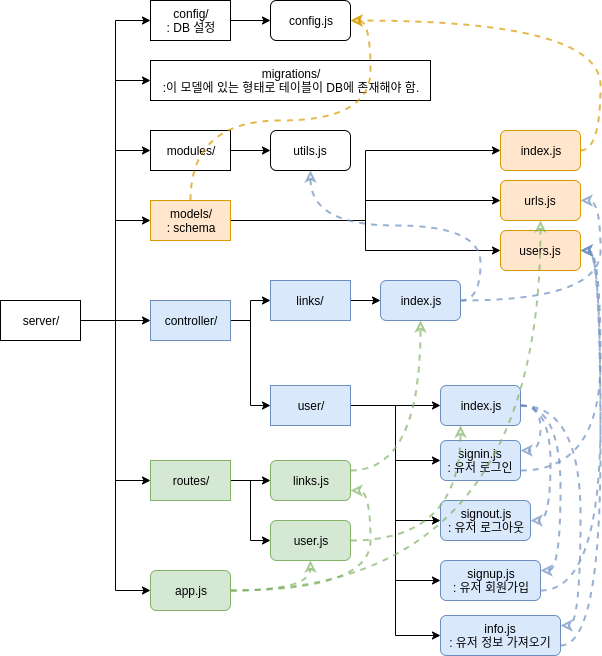 config/
: DB 설정
config.js
migrations/
:이 모델에 있는 형태로 테이블이 DB에 존재해야 함.
modules/
utils.js
index.js
models/
: schema
urls.js
users.js
server/
controller/
links/
index.js
user/
index.js
signin.js
: 유저 로그인
routes/
links.js
signout.js
: 유저 로그아웃
user.js
app.js
signup.js
: 유저 회원가입
info.js
: 유저 정보 가져오기